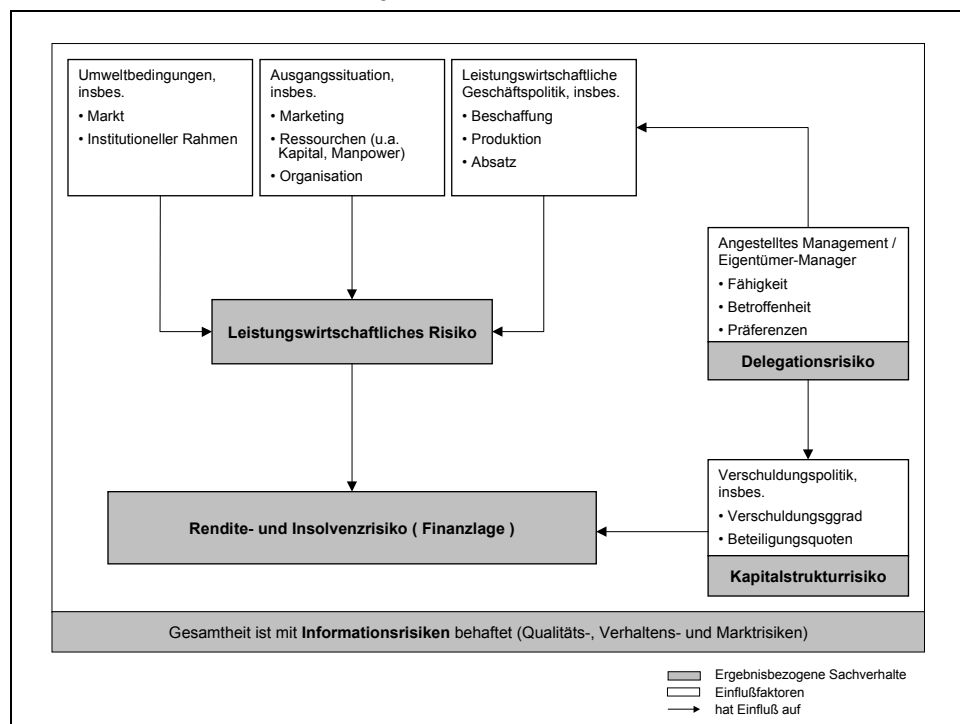 Umweltbedingungen,
insbes.
• Markt
• Institutioneller Rahmen
Ausgangssituation,
insbes.
• Marketing
• Ressourchen (u.a.
Kapital, Manpower)
• Organisation
Leistungswirtschaftliche
Geschäftspolitik, insbes.
• Beschaffung
• Produktion
• Absatz
Angestelltes Management /
Eigentümer-Manager
• Fähigkeit
• Betroffenheit
• Präferenzen
Delegationsrisiko
Leistungswirtschaftliches Risiko
Verschuldungspolitik,
insbes.
• Verschuldungsggrad
• Beteiligungsquoten
Kapitalstrukturrisiko
Rendite- und Insolvenzrisiko ( Finanzlage )
Gesamtheit ist mit Informationsrisiken behaftet (Qualitäts-, Verhaltens- und Marktrisiken)
Ergebnisbezogene Sachverhalte
Einflußfaktoren
hat Einfluß auf